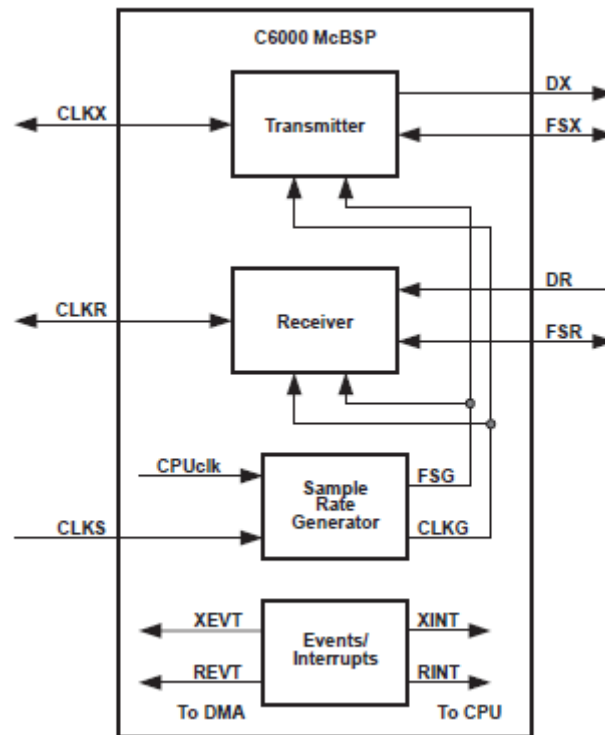 C6000 McBSP
DX
CLKX
Transmitter
FSX
DR
CLKR
Receiver
FSR
CPUclk
FSG
Sample
Rate
Generator
CLKS
CLKG
XEVT
XINT
Events/
Interrupts
REVT
RINT
To DMA
To CPU